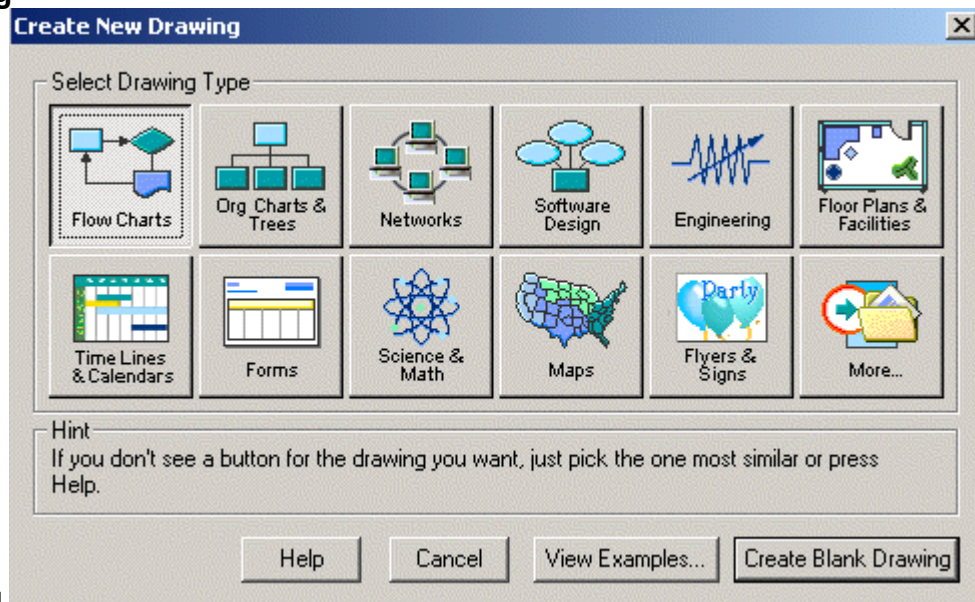 g
Create New Drawing
Select Drawing Type
Flow Charts
Org Charts &
Trees
Networks
Software
Design
Engineering
Floor Plans &
Facilities
Time Lines
& Calendars
Forms
Science &
Math
Maps
Party
Flyers &
Signs
More...
Hint
If you don't see a button for the drawing you want, just pick the one most similar or press
Help.
Help
Cancel
View Examples...
Create Blank Drawing